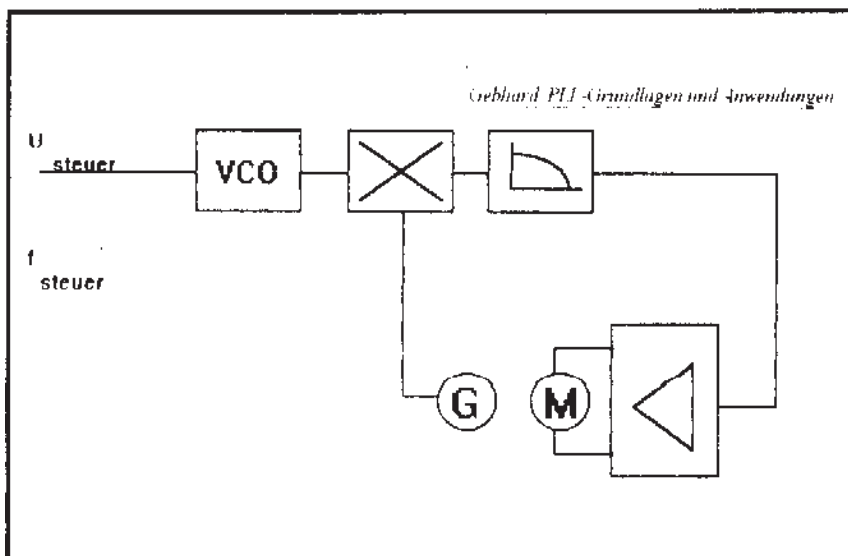 Gebhard PLL-Grundlagen und Anwendungen
U
steuer
VCO
f
steuer
G
M